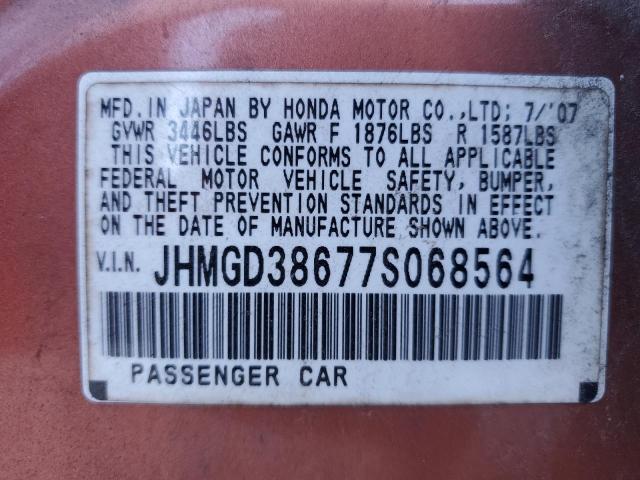 MFD. IN JAPAN BY HONDA MOTOR CO.,LTD; 7/'07
GVWR 3446LBS GAWR F 1876LBS R 1587LBS
THIS VEHICLE CONFORMS TO ALL APPLICABLE
FEDERAL MOTOR VEHICLE SAFETY, BUMPER,
AND THEFT PREVENTION STANDARDS IN EFFECT
ON THE DATE OF MANUFACTURE SHOWN ABOVE.
V.I.N. JHMGD38677S068564
PASSENGER CAR